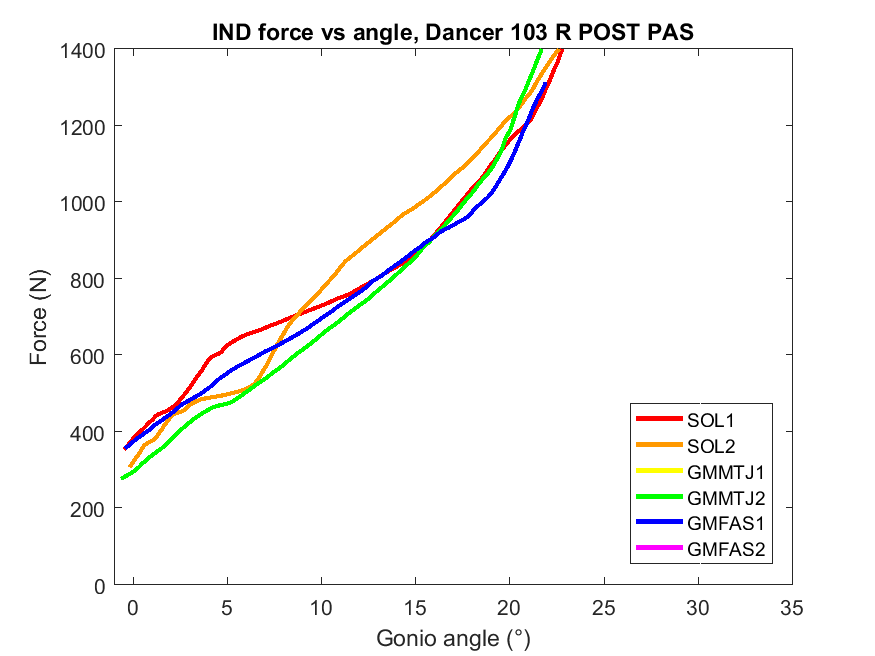 IND force vs angle, Dancer 103 R POST PAS
1400
1200
1000
800
600
400
200
0
Force (N)
0 5 10 15 20 25 30 35
Gonio angle (°)
SOL1
SOL2
GMMTJ1
GMMTJ2
GMFAS1
GMFAS2